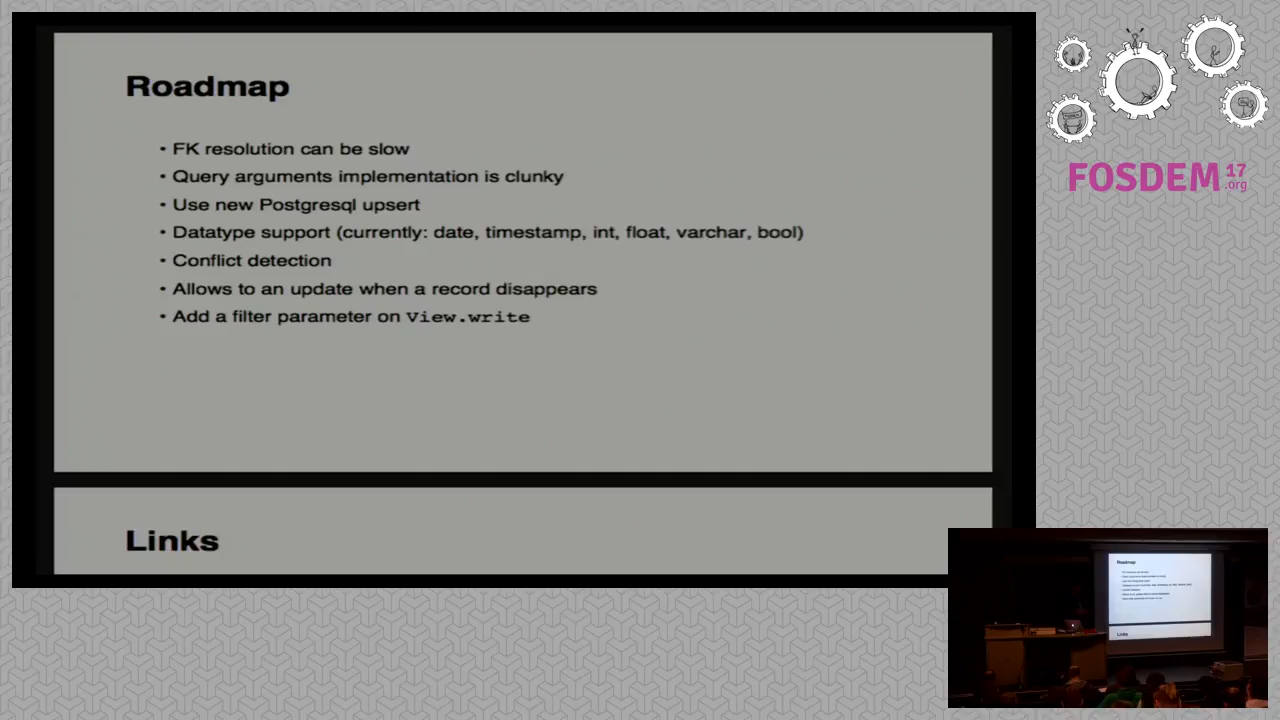 Roadmap
• FK resolution can be slow
• Query arguments implementation is clunky
• Use new Postgresql upsert
• Datatype support (currently: date, timestamp, int, float, varchar, bool)
• Conflict detection
• Allows to an update when a record disappears
• Add a filter parameter on View.write
Links
FOSDEM 17
.org
Roadmap
Links